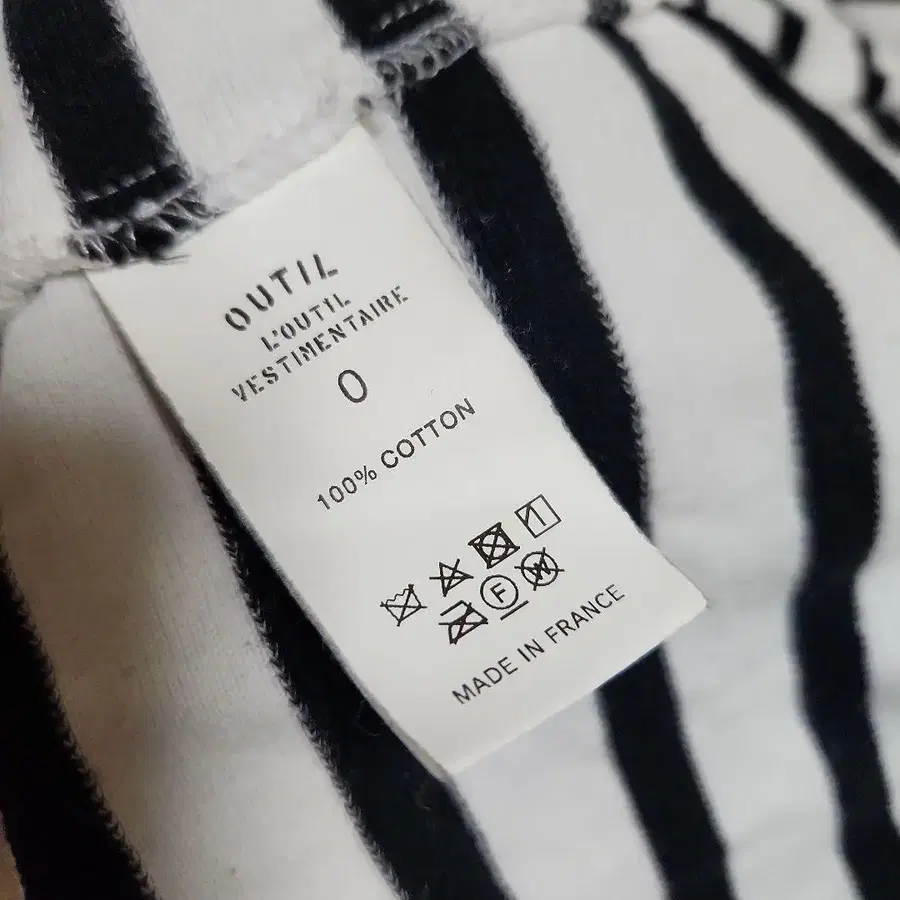 OUTIL
L'OUTIL
VESTIMENTAIRE
0
100% COTTON
F W
MADE IN FRANCE